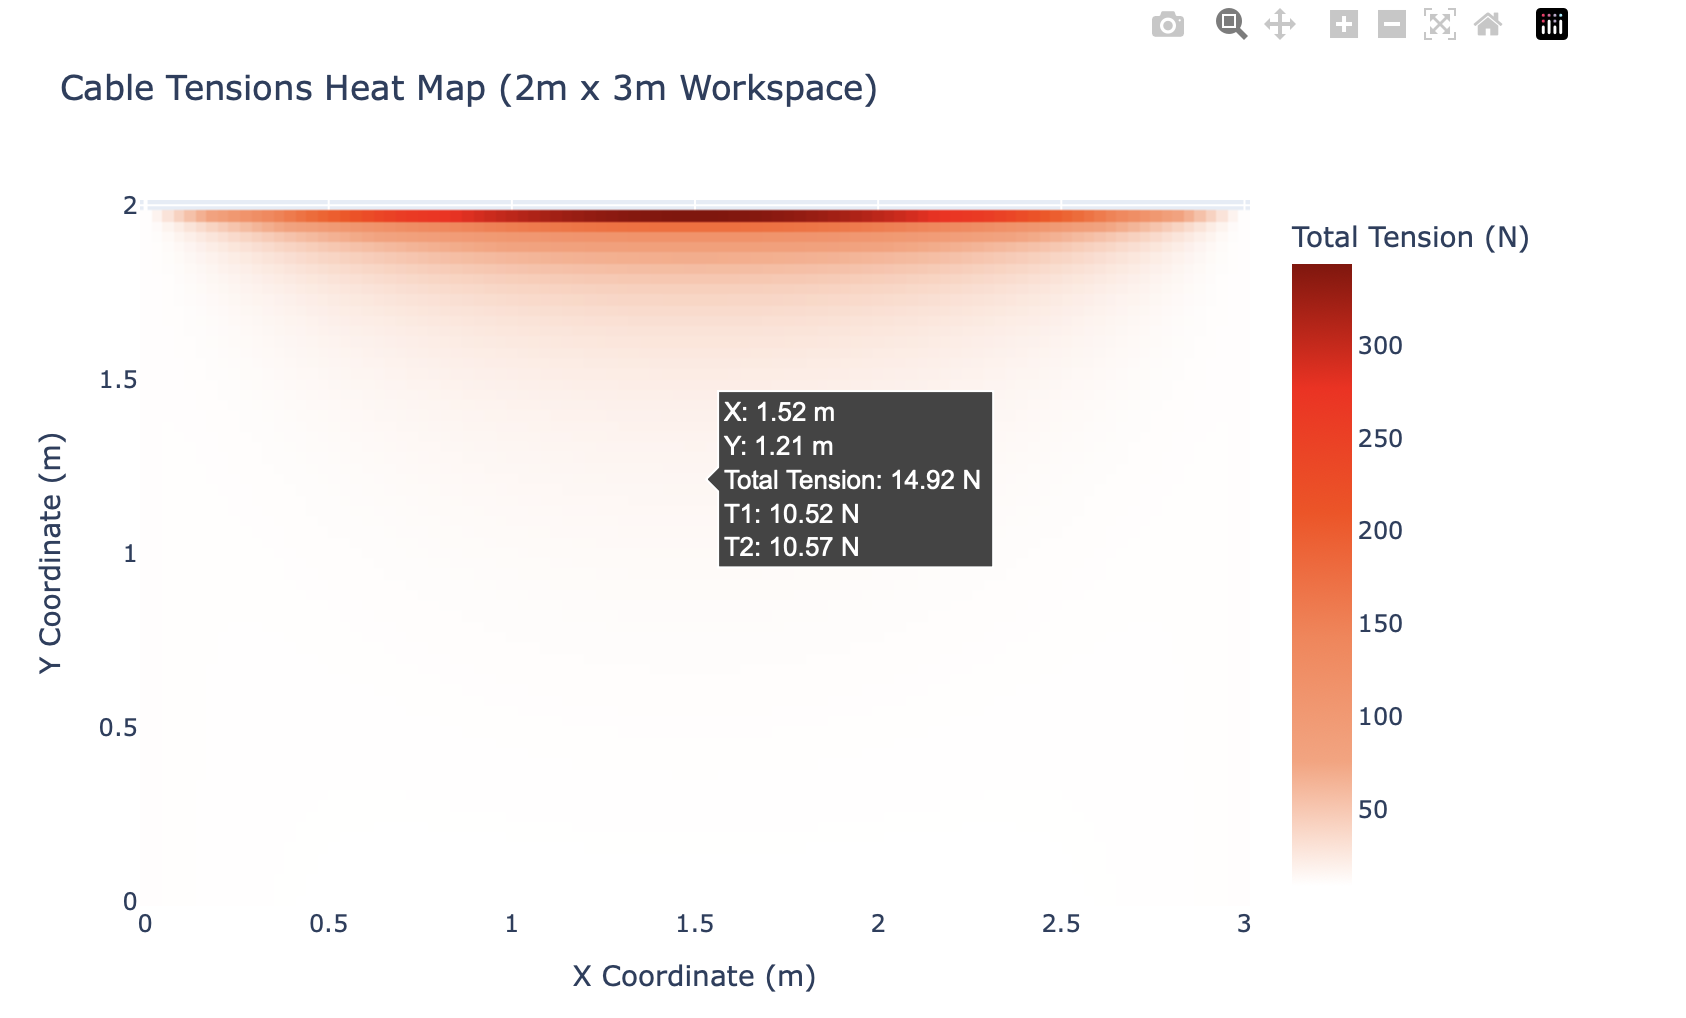 Cable Tensions Heat Map (2m x 3m Workspace)
2
1.5
1
0.5
0
Y Coordinate (m)
X: 1.52 m
Y: 1.21 m
Total Tension: 14.92 N
T1: 10.52 N
T2: 10.57 N
0 0.5 1 1.5 2 2.5 3
X Coordinate (m)
Total Tension (N)
300
250
200
150
100
50